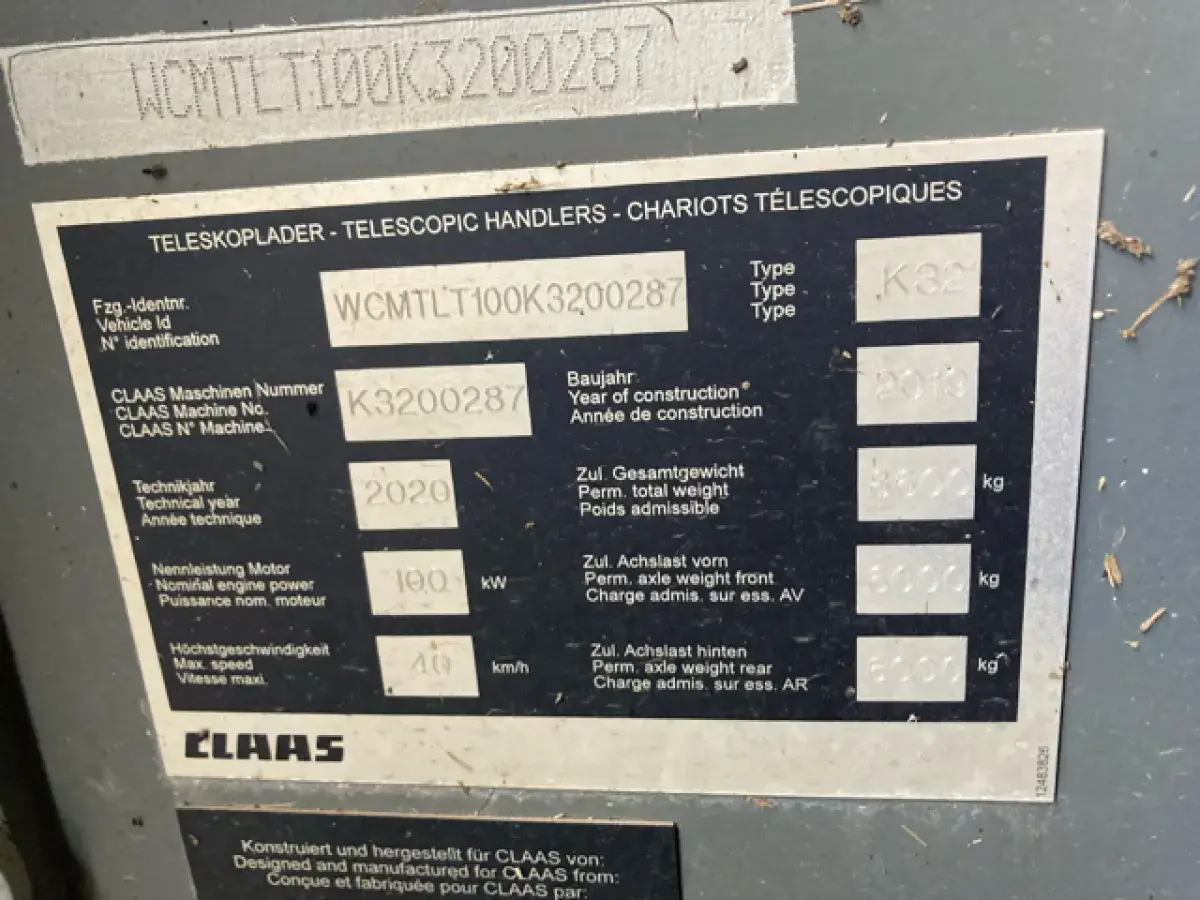 WCMTLT100K3200287
TELESKOPLADER - TELESCOPIC HANDLERS - CHARIOTS TÉLESCOPIQUES
Fzg.-Identnr.
Vehicle Id
N° identification
WCMTLT100K3200287
Type
Type
Type
K32
CLAAS Maschinen Nummer
CLAAS Machine No.
CLAAS N° Machine
K3200287
Baujahr
Year of construction
Année de construction
2019
Technikjahr
Technical year
Année technique
2020
Zul. Gesamtgewicht
Perm. total weight
Poids admissible
kg
Nennleistung Motor
Nominal engine power
Puissance nom. moteur
100 kW
Zul. Achslast vorn
Perm. axle weight front
Charge admis. sur ess. AV
kg
Höchstgeschwindigkeit
Max. speed
Vitesse maxi.
40 km/h
Zul. Achslast hinten
Perm. axle weight rear
Charge admis. sur ess. AR
kg
CLAAS
12483826
Konstruiert und hergestellt für CLAAS von:
Designed and manufactured for CLAAS from:
Conçue et fabriquée pour CLAAS par: